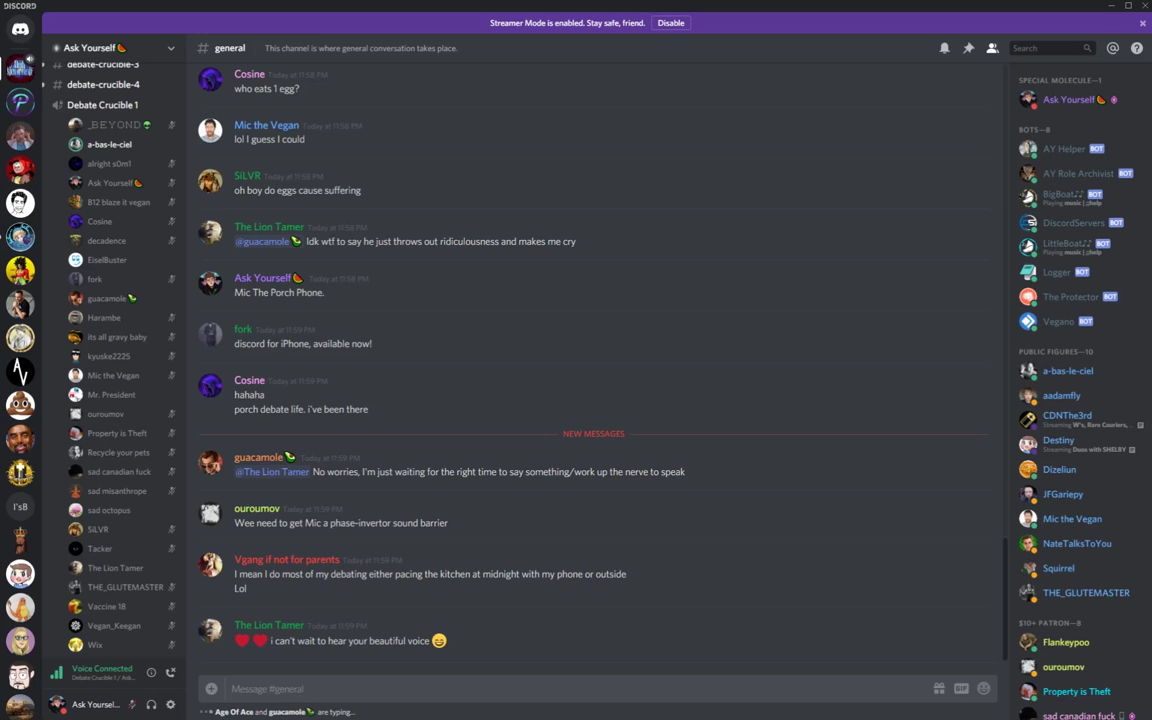 DISCORD
Streamer Mode is enabled. Stay safe, friend. Disable
Ask Yourself🍉
# general This channel is where general conversation takes place.
Search
# debate-crucible-3
# debate-crucible-4
Debate Crucible 1
_BEYOND👽
a-bas-le-ciel
alright s0m1
Ask Yourself🍉
B12 blaze it vegan
Cosine
decadence
EiselBuster
fork
guacamole🥑
Harambe
its all gravy baby
kyuske2225
Mic the Vegan
Mr. President
ouroumov
Property is Theft
Recycle your pets
sad canadian fuck
sad misanthrope
sad octopus
SiLVR
Tacker
The Lion Tamer
THE_GLUTEMASTER
Vaccine 18
Vegan_Keegan
Wix
Voice Connected
Debate Crucible 1 / Ask...
Ask Yoursel...
I'sB
AV
Cosine Today at 11:58 PM
who eats 1 egg?
Mic the Vegan Today at 11:58 PM
lol I guess I could
SiLVR Today at 11:58 PM
oh boy do eggs cause suffering
The Lion Tamer Today at 11:58 PM
@guacamole🥑 Idk wtf to say he just throws out ridiculousness and makes me cry
Ask Yourself🍉 Today at 11:58 PM
Mic The Porch Phone.
fork Today at 11:59 PM
discord for iPhone, available now!
Cosine Today at 11:59 PM
hahaha
porch debate life. i've been there
NEW MESSAGES
guacamole🥑 Today at 11:59 PM
@The Lion Tamer No worries, I'm just waiting for the right time to say something/work up the nerve to speak
ouroumov Today at 11:59 PM
Wee need to get Mic a phase-invertor sound barrier
Vgang if not for parents Today at 11:59 PM
I mean I do most of my debating either pacing the kitchen at midnight with my phone or outside
Lol
The Lion Tamer Today at 11:59 PM
❤️ ❤️ i can't wait to hear your beautiful voice 😄
Message #general
GIF
Age Of Ace and guacamole🥑 are typing...
SPECIAL MOLECULE—1
Ask Yourself🍉
BOTS—8
AY Helper BOT
AY Role Archivist BOT
BigBoat♪♪ BOT
Playing music | ;;help
DiscordServers BOT
LittleBoat♪♪ BOT
Playing music | ;;help
Logger BOT
The Protector BOT
Vegano BOT
PUBLIC FIGURES—10
a-bas-le-ciel
aadamfly
CDNThe3rd
Streaming W's, Rare Couriers, ...
Destiny
Streaming Duos with SHELBY
Dizeliun
JFGariepy
Mic the Vegan
NateTalksToYou
Squirrel
THE_GLUTEMASTER
$10+ PATRON—8
Flankeypoo
ouroumov
Property is Theft
sad canadian fuck